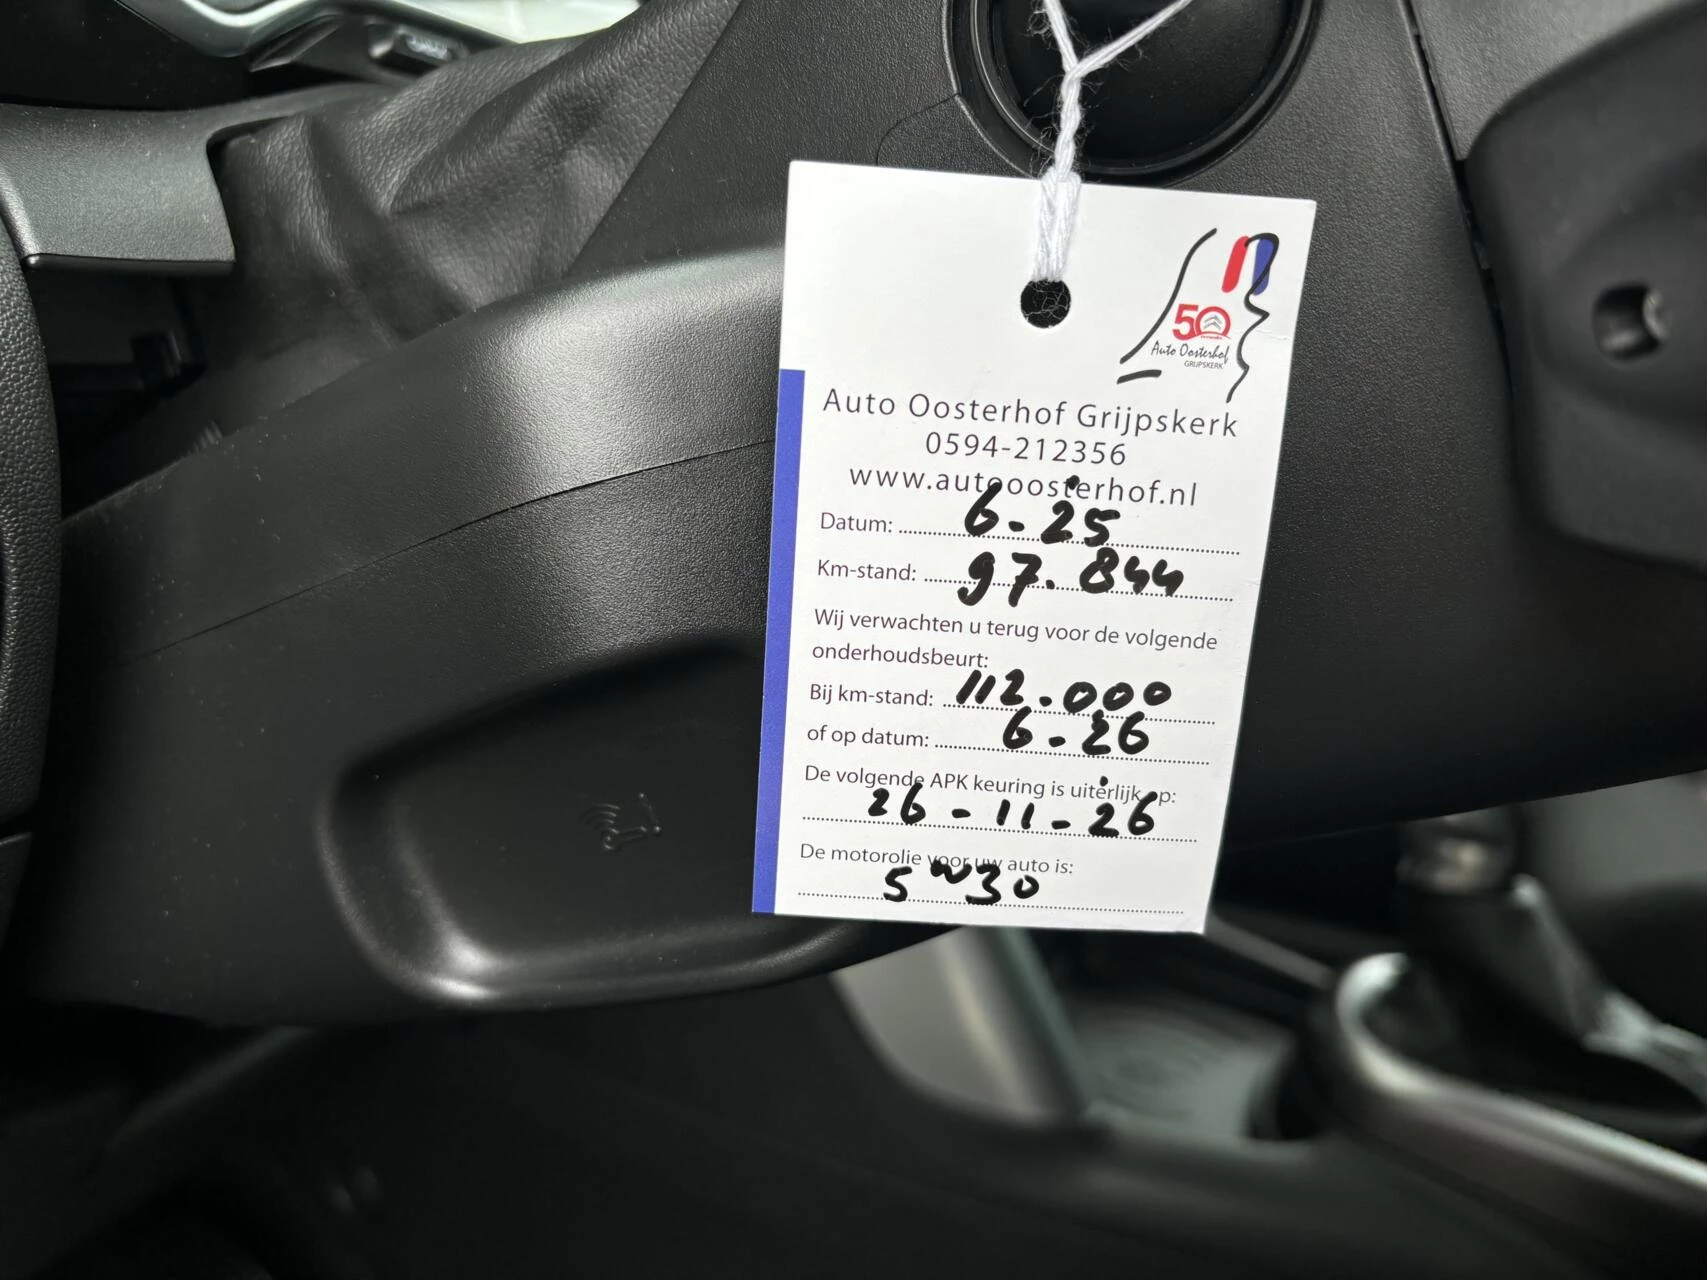 50
Auto Oosterhof
GRIJPSKERK
Auto Oosterhof Grijpskerk
0594-212356
www.autooosterhof.nl
Datum: 6-25
Km-stand: 97.844
Wij verwachten u terug voor de volgende
onderhoudsbeurt:
Bij km-stand: 112.000
of op datum: 6-26
De volgende APK keuring is uiterlijk op:
26-11-26
De motorolie voor uw auto is:
5w30